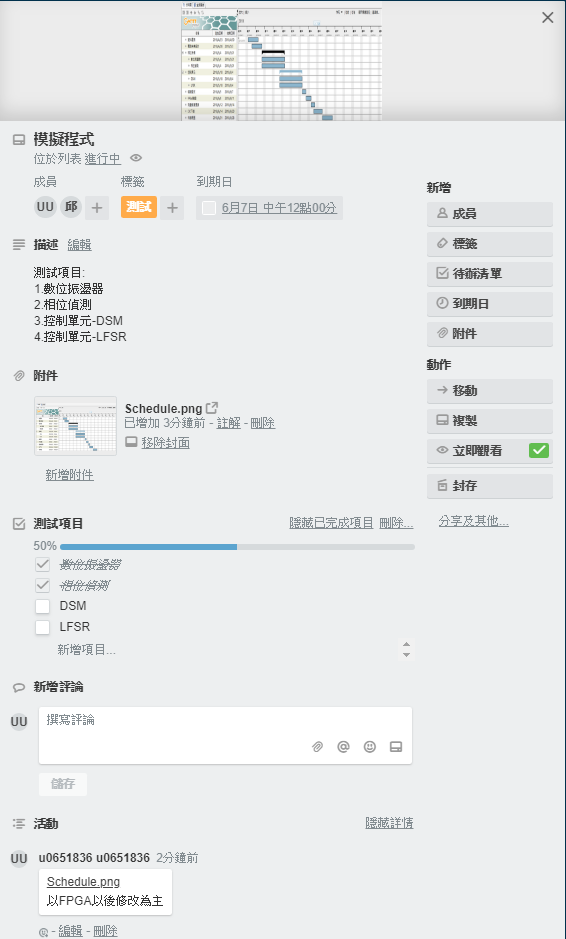 模擬程式
位於列表 進行中
成員 標籤 到期日
UU 邱 + 測試 + 6月7日 中午12點00分
描述 編輯
測試項目:
1.數位振盪器
2.相位偵測
3.控制單元-DSM
4.控制單元-LFSR
附件
Schedule.png
已增加 3分鐘前 - 註解 - 刪除
移除封面
新增附件
測試項目 隱藏已完成項目 刪除...
50%
數位振盪器
相位偵測
DSM
LFSR
新增項目...
新增評論
UU 撰寫評論
儲存
活動 隱藏詳情
UU u0651836 u0651836 2分鐘前
Schedule.png
以FPGA以後修改為主
- 編輯 - 刪除
新增
成員
標籤
待辦清單
到期日
附件
動作
移動
複製
立即觀看
封存
分享及其他...